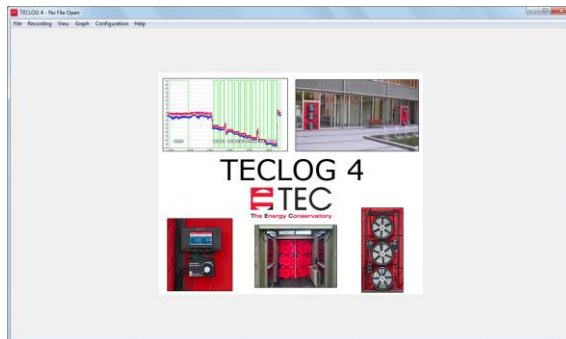 TECLOG 4 - No File Open
File Recording View Graph Configuration Help
TECLOG 4
TEC
The Energy Conservatory